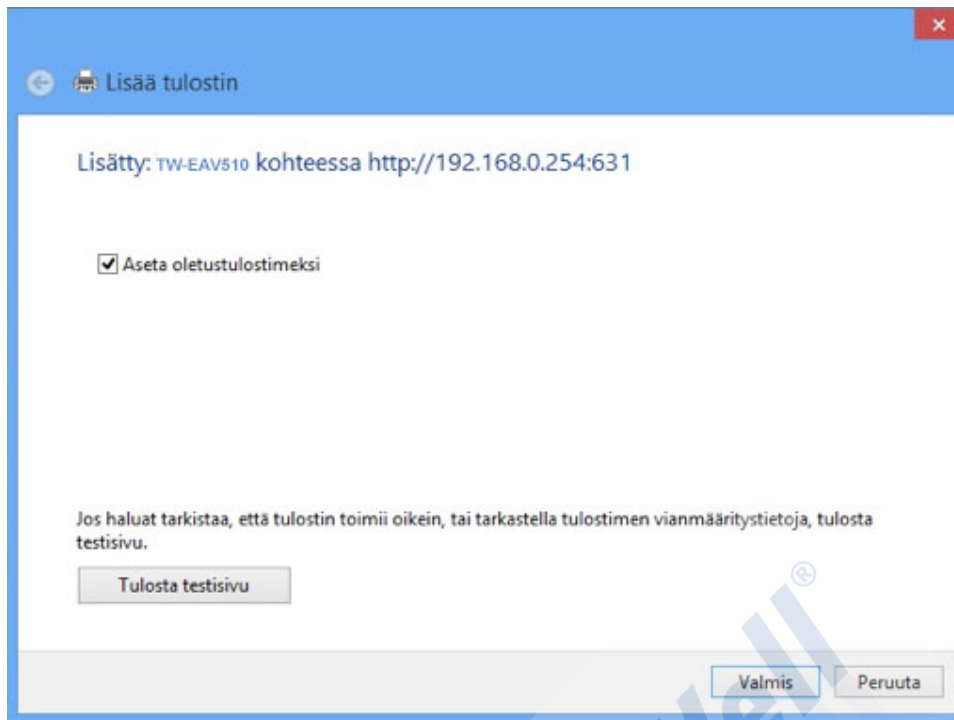 Lisää tulostin
Lisätty: TW-EAV510 kohteessa http://192.168.0.254:631
Aseta oletustulostimeksi
Jos haluat tarkistaa, että tulostin toimii oikein, tai tarkastella tulostimen vianmääritystietoja, tulosta
testisivu.
Tulosta testisivu
Valmis Peruuta